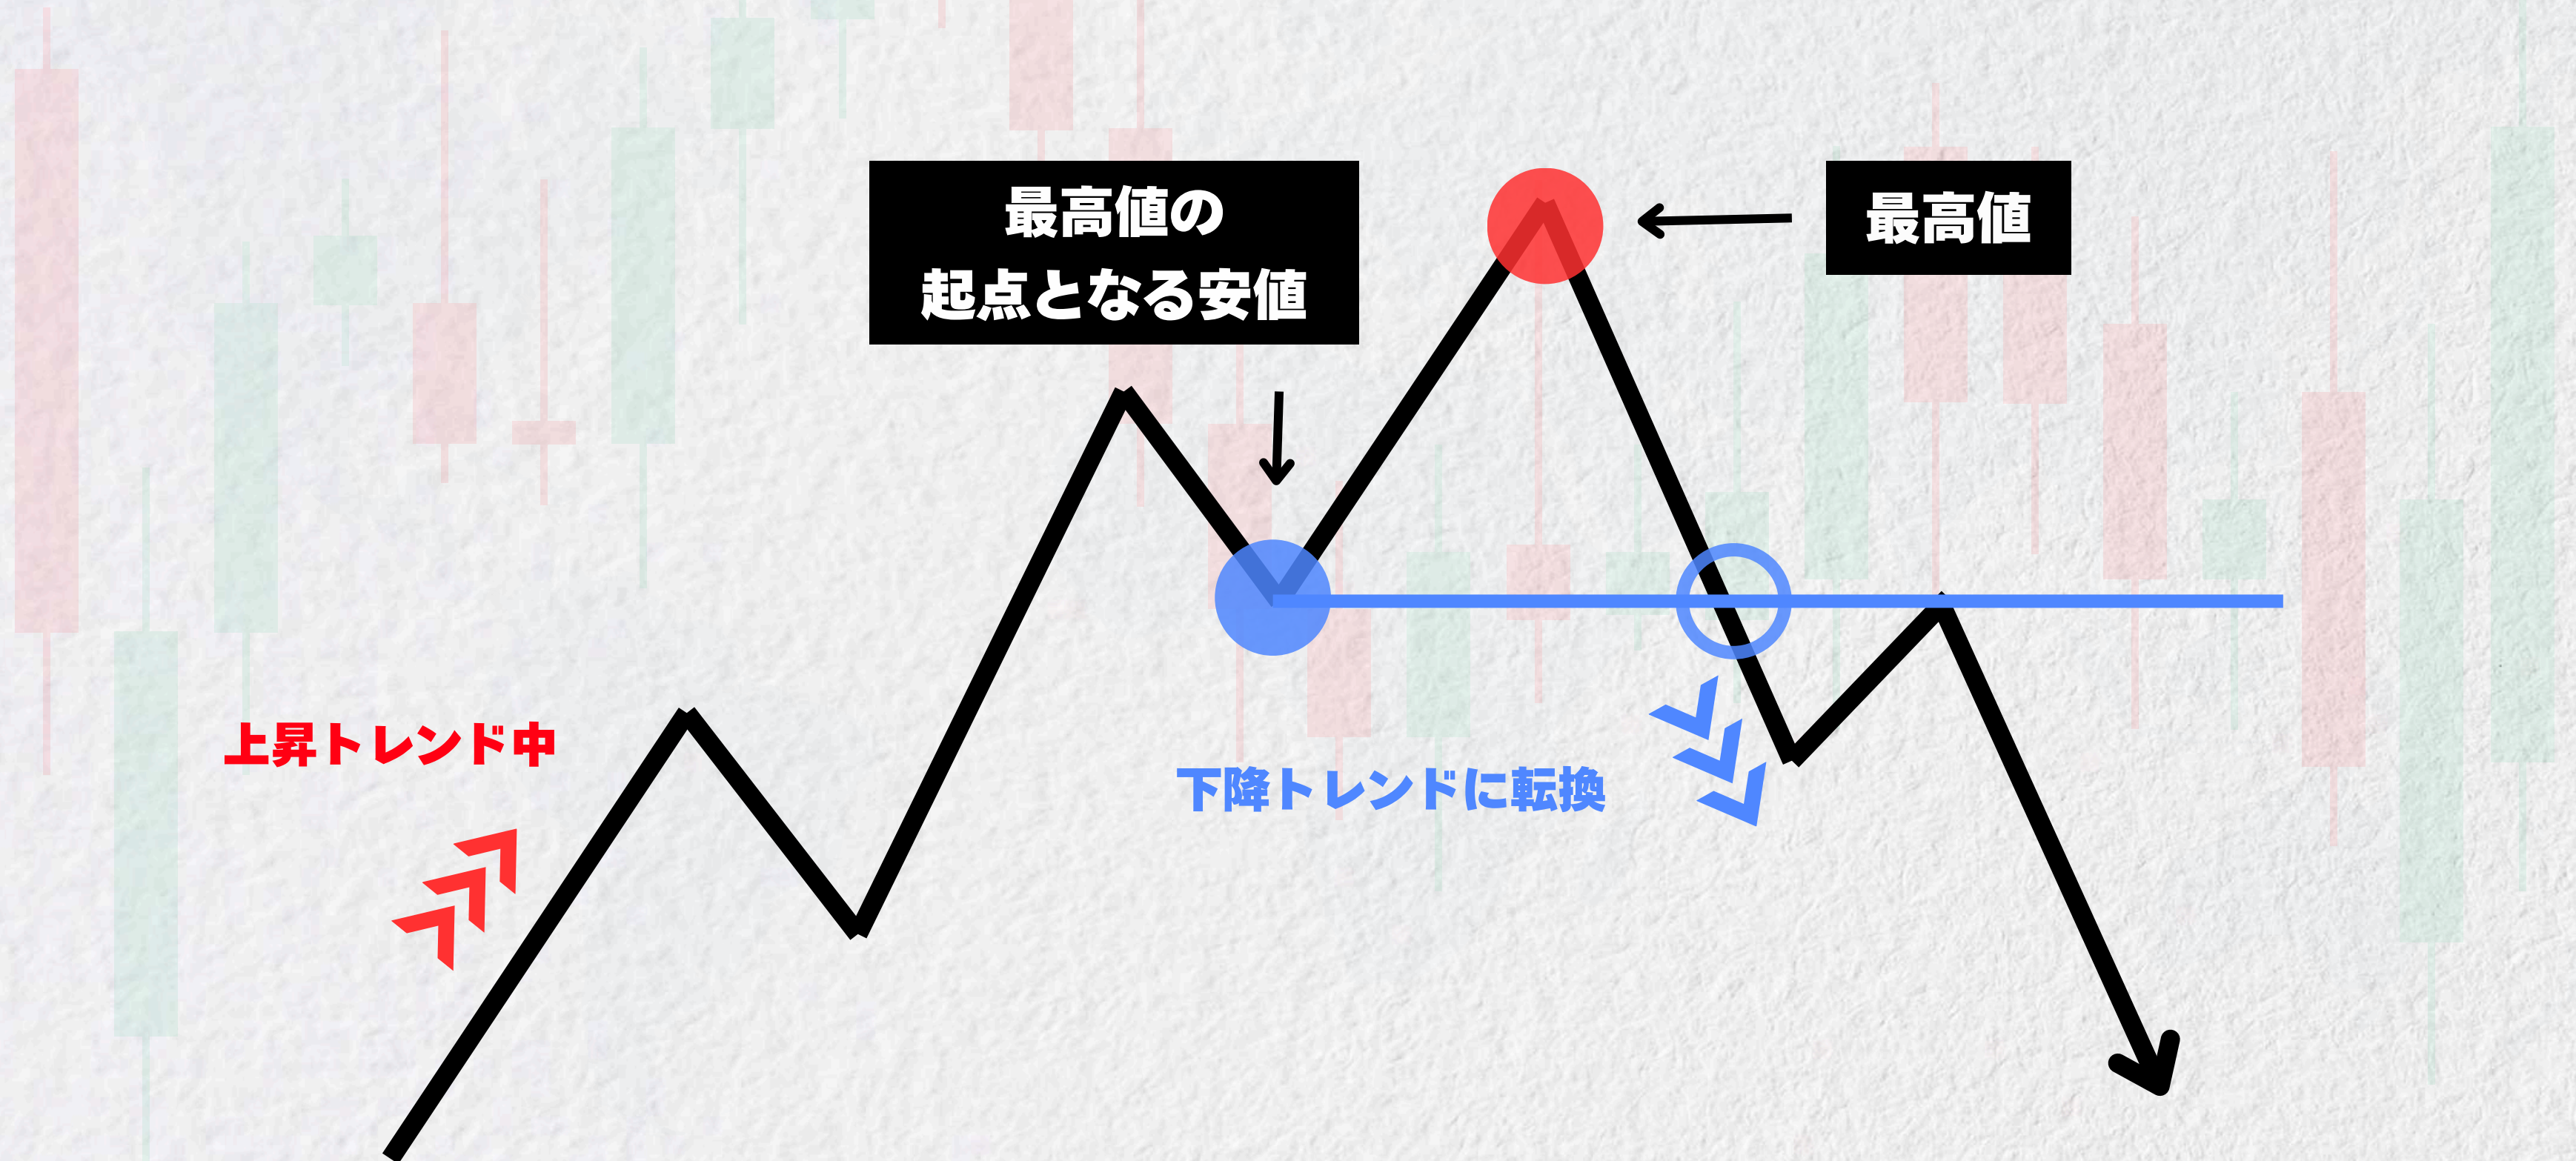 最高値の
起点となる安値
最高値
上昇トレンド中
下降トレンドに転換